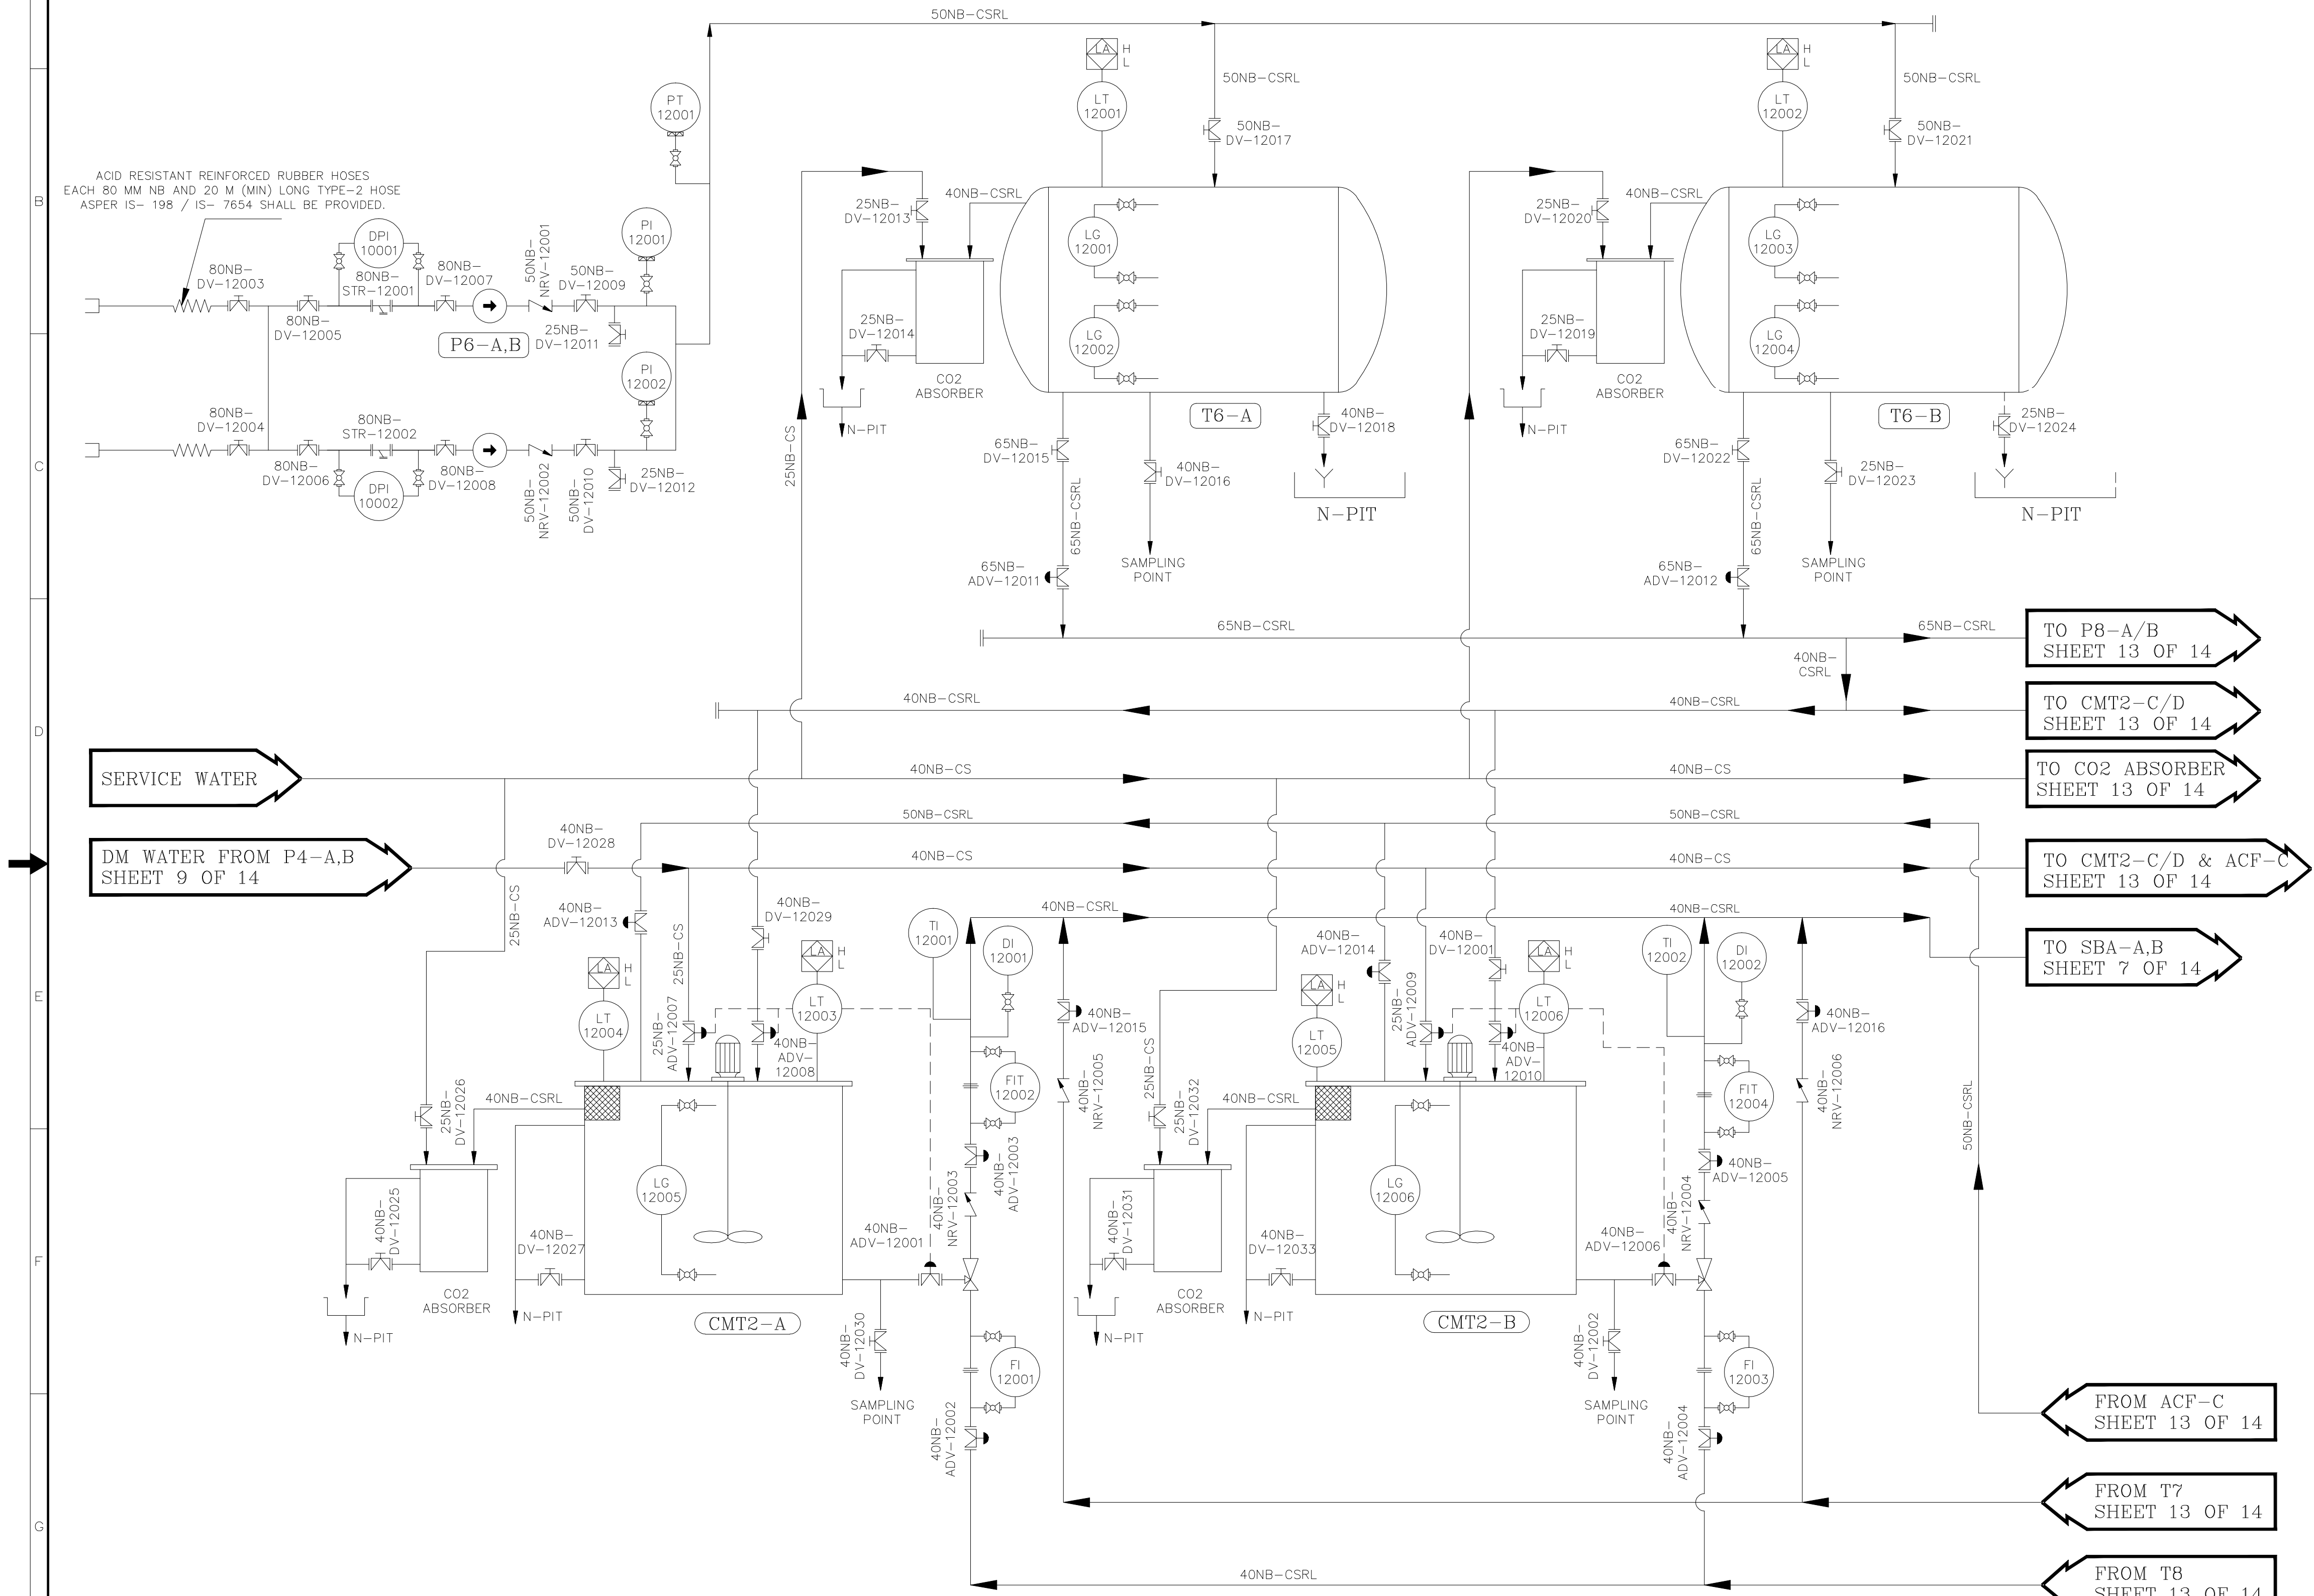 50NB-CSRL
LA
H
L
LT
12001
50NB-CSRL
50NB-
DV-12017
LA
H
L
LT
12002
50NB-CSRL
50NB-
DV-12021
PT
12001
B
ACID RESISTANT REINFORCED RUBBER HOSES
EACH 80 MM NB AND 20 M (MIN) LONG TYPE-2 HOSE
ASPER IS- 198 / IS- 7654 SHALL BE PROVIDED.
DPI
10001
PI
12001
80NB-
DV-12003
80NB-
STR-12001
80NB-
DV-12007
50NB-
NRV-12001
50NB-
DV-12009
80NB-
DV-12005
P6-A,B
25NB-
DV-12011
PI
12002
80NB-
DV-12004
80NB-
STR-12002
80NB-
DV-12006
DPI
10002
80NB-
DV-12008
50NB-
NRV-12002
50NB-
DV-12010
25NB-
DV-12012
25NB-
DV-12013
40NB-CSRL
LG
12001
LG
12002
25NB-
DV-12014
CO2
ABSORBER
N-PIT
T6-A
25NB-CS
65NB-
DV-12015
40NB-
DV-12016
40NB-
DV-12018
N-PIT
65NB-CSRL
SAMPLING
POINT
65NB-
ADV-12011
25NB-
DV-12020
40NB-CSRL
LG
12003
LG
12004
25NB-
DV-12019
CO2
ABSORBER
N-PIT
T6-B
65NB-
DV-12022
25NB-
DV-12023
25NB-
DV-12024
N-PIT
65NB-CSRL
SAMPLING
POINT
65NB-
ADV-12012
C
65NB-CSRL
65NB-CSRL
TO P8-A/B
SHEET 13 OF 14
40NB-
CSRL
D
40NB-CSRL
40NB-CSRL
TO CMT2-C/D
SHEET 13 OF 14
SERVICE WATER
40NB-CS
40NB-CS
TO CO2 ABSORBER
SHEET 13 OF 14
50NB-CSRL
50NB-CSRL
DM WATER FROM P4-A,B
SHEET 9 OF 14
40NB-
DV-12028
40NB-CS
40NB-CS
TO CMT2-C/D & ACF-C
SHEET 13 OF 14
40NB-CSRL
40NB-CSRL
TO SBA-A,B
SHEET 7 OF 14
E
25NB-CS
40NB-
ADV-12013
25NB-CS
40NB-
DV-12029
LA
H
L
LT
12004
25NB-
ADV-12007
LA
H
L
LT
12003
40NB-
ADV-
12008
TI
12001
DI
12001
40NB-
ADV-12015
FIT
12002
40NB-
NRV-12005
40NB-
ADV-12014
40NB-
DV-12001
LA
H
L
LT
12005
25NB-
ADV-12009
LA
H
L
LT
12006
40NB-
ADV-
12010
TI
12002
DI
12002
40NB-
ADV-12016
FIT
12004
40NB-
NRV-12006
50NB-CSRL
25NB-
DV-12026
40NB-CSRL
40NB-
DV-12025
CO2
ABSORBER
N-PIT
40NB-
DV-12027
N-PIT
LG
12005
CMT2-A
40NB-
ADV-12001
40NB-
NRV-12003
40NB-
ADV-12003
40NB-
DV-12030
SAMPLING
POINT
FI
12001
40NB-
ADV-12002
25NB-CS
25NB-
DV-12032
40NB-CSRL
40NB-
DV-12031
CO2
ABSORBER
N-PIT
40NB-
DV-12033
N-PIT
LG
12006
CMT2-B
40NB-
ADV-12006
40NB-
NRV-12004
40NB-
ADV-12005
40NB-
DV-12002
SAMPLING
POINT
FI
12003
40NB-
ADV-12004
F
FROM ACF-C
SHEET 13 OF 14
G
FROM T7
SHEET 13 OF 14
40NB-CSRL
FROM T8
SHEET 13 OF 14